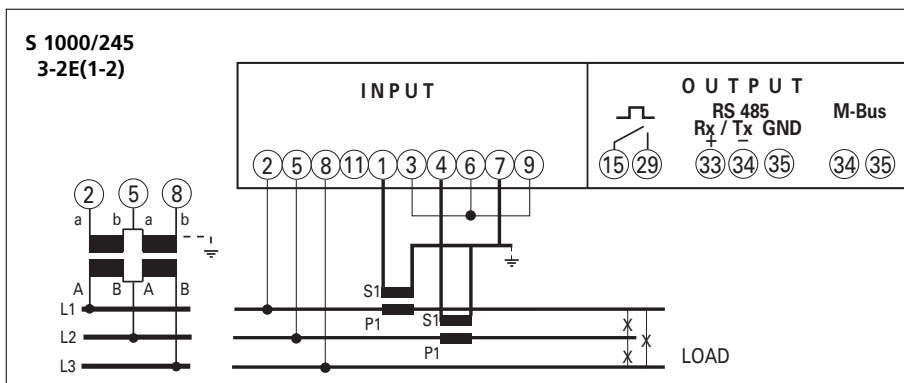 S 1000/245
3-2E(1-2)
INPUT
OUTPUT
RS 485
M-Bus
Rx / Tx GND
+ −
2 5 8 11 1 3 4 6 7 9
15 29 33 34 35 34 35
2 5 8
a b a b
A B A B
S1
L1
P1 S1
L2
P1
L3
X X X
LOAD